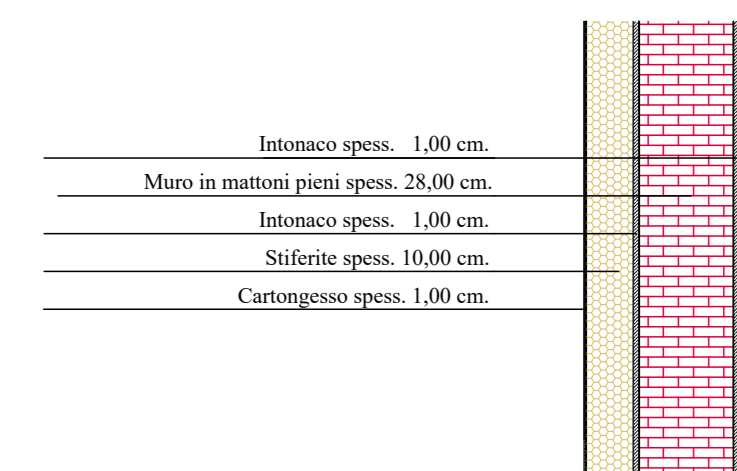 Intonaco spess. 1,00 cm.
Muro in mattoni pieni spess. 28,00 cm.
Intonaco spess. 1,00 cm.
Stiferite spess. 10,00 cm.
Cartongesso spess. 1,00 cm.